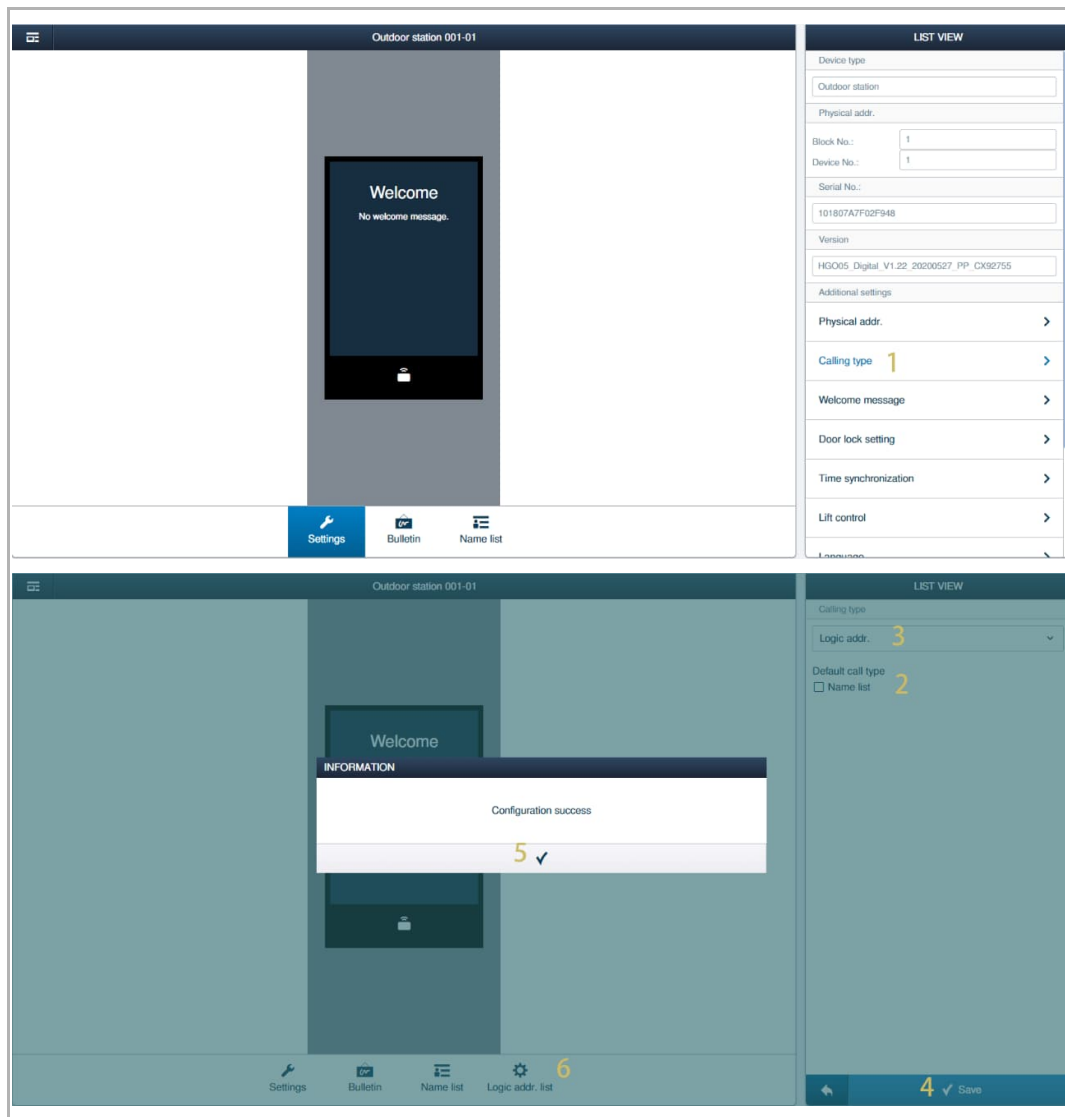 Outdoor station 001-01
LIST VIEW
Device type
Outdoor station
Physical addr.
Block No.: 1
Device No.: 1
Serial No.:
101807A7F02F948
Version
HGO05_Digital_V1.22_20200527_PP_CX92755
Additional settings
Physical addr.
Calling type 1
Welcome message
Door lock setting
Time synchronization
Lift control
Language
Welcome
No welcome message.
Settings
Bulletin
Name list
Outdoor station 001-01
LIST VIEW
Calling type
Logic addr. 3
Default call type
Name list 2
Welcome
INFORMATION
Configuration success
5
Settings
Bulletin
Name list
Logic addr. list 6
4 Save